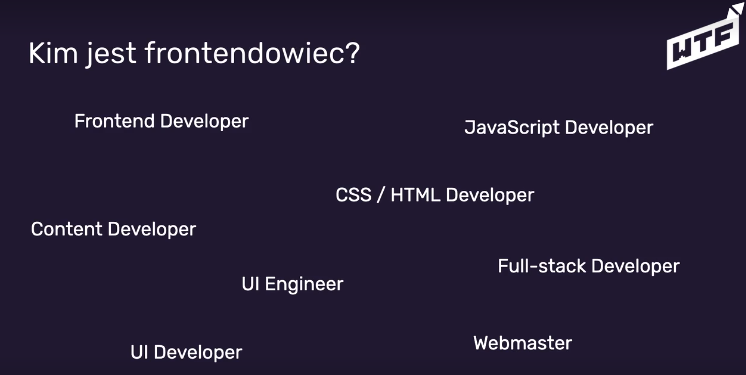 WTF
Kim jest frontendowiec?
Frontend Developer
JavaScript Developer
CSS / HTML Developer
Content Developer
Full-stack Developer
UI Engineer
Webmaster
UI Developer